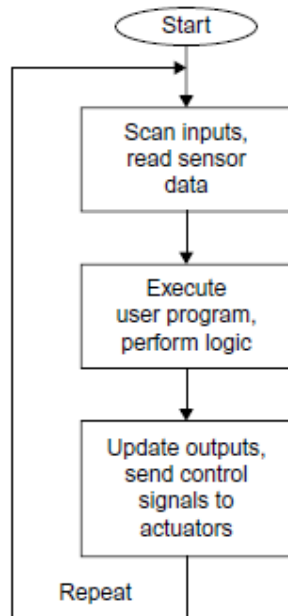 Start
Scan inputs,
read sensor
data
Execute
user program,
perform logic
Update outputs,
send control
signals to
actuators
Repeat